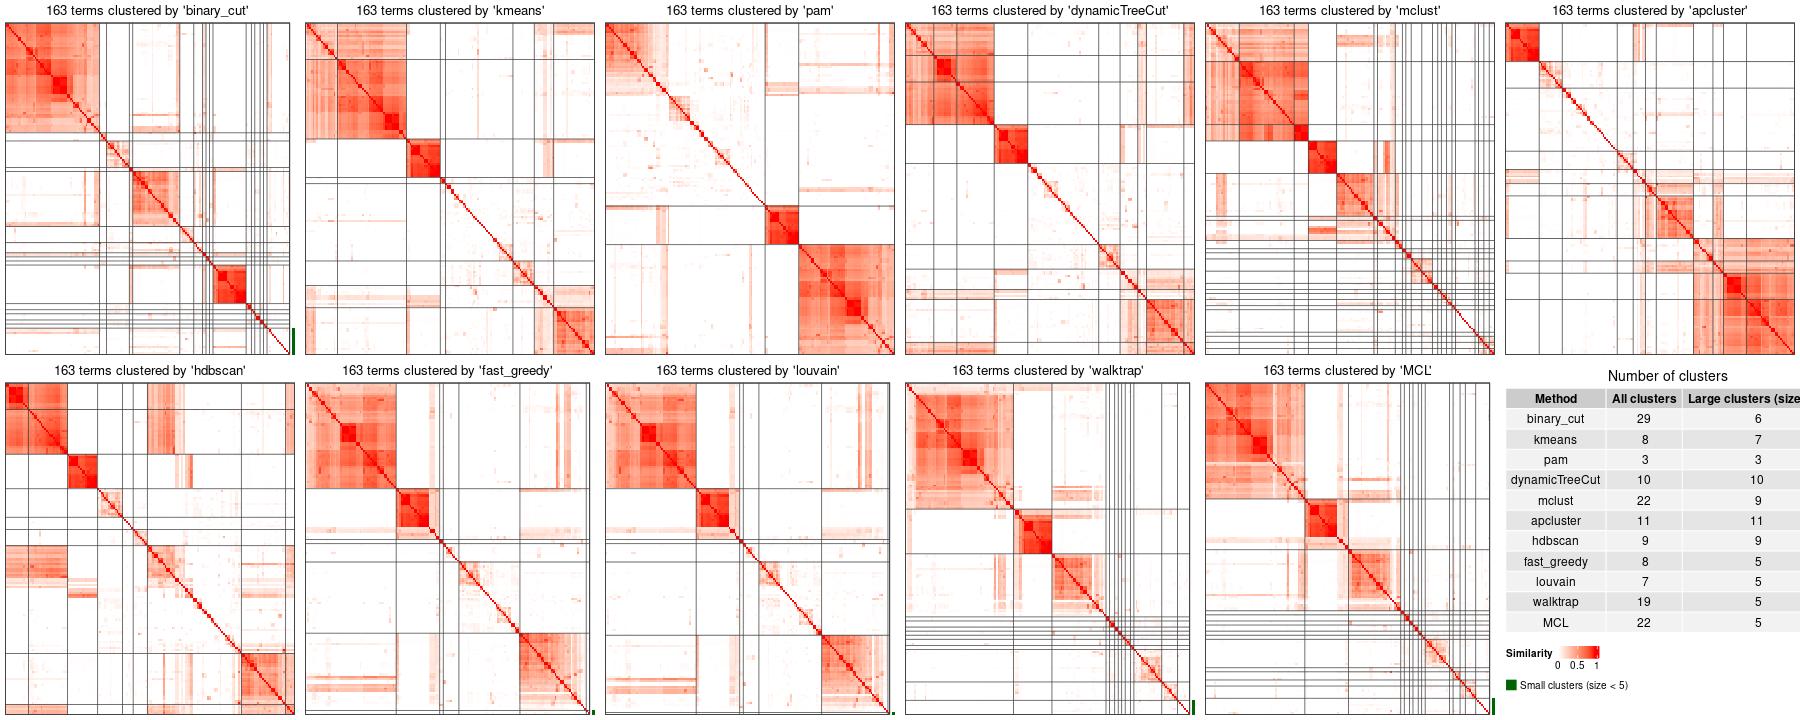 163 terms clustered by 'binary_cut'
163 terms clustered by 'kmeans'
163 terms clustered by 'pam'
163 terms clustered by 'dynamicTreeCut'
163 terms clustered by 'mclust'
163 terms clustered by 'apcluster'
163 terms clustered by 'hdbscan'
163 terms clustered by 'fast_greedy'
163 terms clustered by 'louvain'
163 terms clustered by 'walktrap'
163 terms clustered by 'MCL'
Number of clusters
Method All clusters Large clusters (size
binary_cut 29 6
kmeans 8 7
pam 3 3
dynamicTreeCut 10 10
mclust 22 9
apcluster 11 11
hdbscan 9 9
fast_greedy 8 5
louvain 7 5
walktrap 19 5
MCL 22 5
Similarity
0 0.5 1
Small clusters (size < 5)